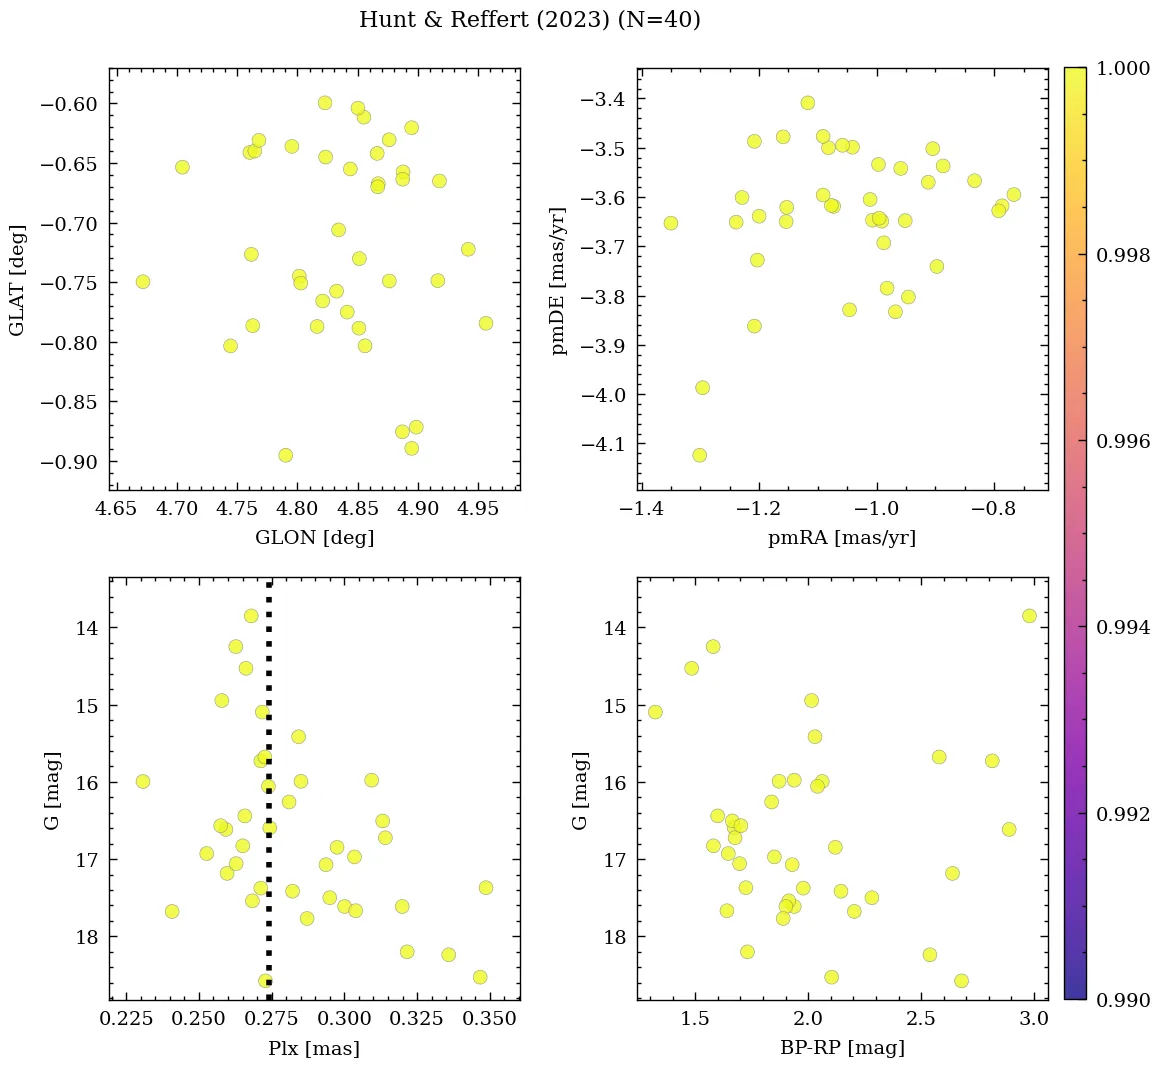 Hunt & Reffert (2023) (N=40)
−0.60
−0.65
−0.70
−0.75
−0.80
−0.85
−0.90
GLAT [deg]
4.65 4.70 4.75 4.80 4.85 4.90 4.95
GLON [deg]
−3.4
−3.5
−3.6
−3.7
−3.8
−3.9
−4.0
−4.1
pmDE [mas/yr]
−1.4 −1.2 −1.0 −0.8
pmRA [mas/yr]
14
15
16
17
18
G [mag]
0.225 0.250 0.275 0.300 0.325 0.350
Plx [mas]
14
15
16
17
18
G [mag]
1.5 2.0 2.5 3.0
BP-RP [mag]
1.000
0.998
0.996
0.994
0.992
0.990